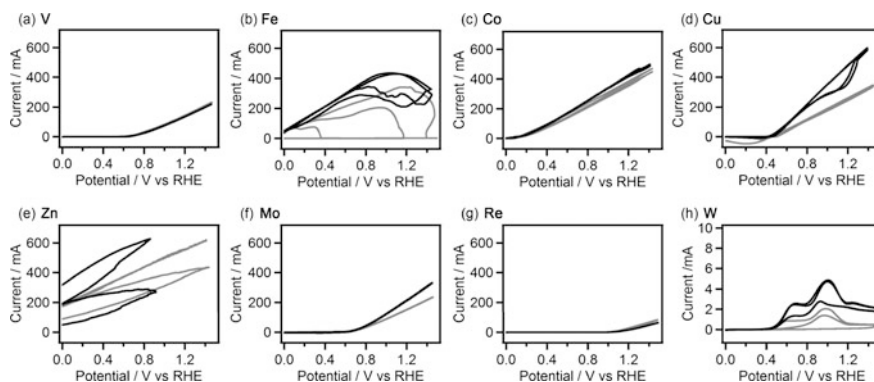 (a) V
(b) Fe
(c) Co
(d) Cu
600
400
200
0
Current / mA
0.0 0.4 0.8 1.2
Potential / V vs RHE
600
400
200
0
Current / mA
0.0 0.4 0.8 1.2
Potential / V vs RHE
600
400
200
0
Current / mA
0.0 0.4 0.8 1.2
Potential / V vs RHE
600
400
200
0
Current / mA
0.0 0.4 0.8 1.2
Potential / V vs RHE
(e) Zn
(f) Mo
(g) Re
(h) W
600
400
200
0
Current / mA
0.0 0.4 0.8 1.2
Potential / V vs RHE
600
400
200
0
Current / mA
0.0 0.4 0.8 1.2
Potential / V vs RHE
600
400
200
0
Current / mA
0.0 0.4 0.8 1.2
Potential / V vs RHE
10
8
6
4
2
0
Current /mA
0.0 0.4 0.8 1.2
Potential / V vs RHE